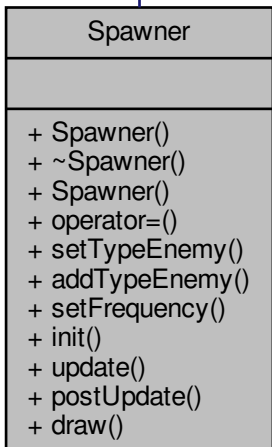 Spawner
+ Spawner()
+ ~Spawner()
+ Spawner()
+ operator=()
+ setTypeEnemy()
+ addTypeEnemy()
+ setFrequency()
+ init()
+ update()
+ postUpdate()
+ draw()